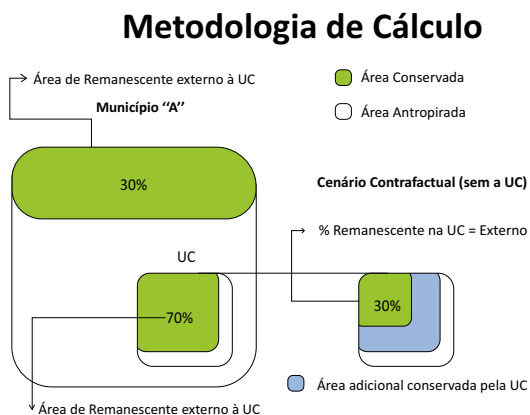 Metodologia de Cálculo
Área de Remanescente externo à UC
Município “A”
Área Conservada
Área Antropirada
30%
Cenário Contrafactual (sem a UC)
% Remanescente na UC = Externo
UC
70%
30%
Área adicional conservada pela UC
Área de Remanescente externo à UC